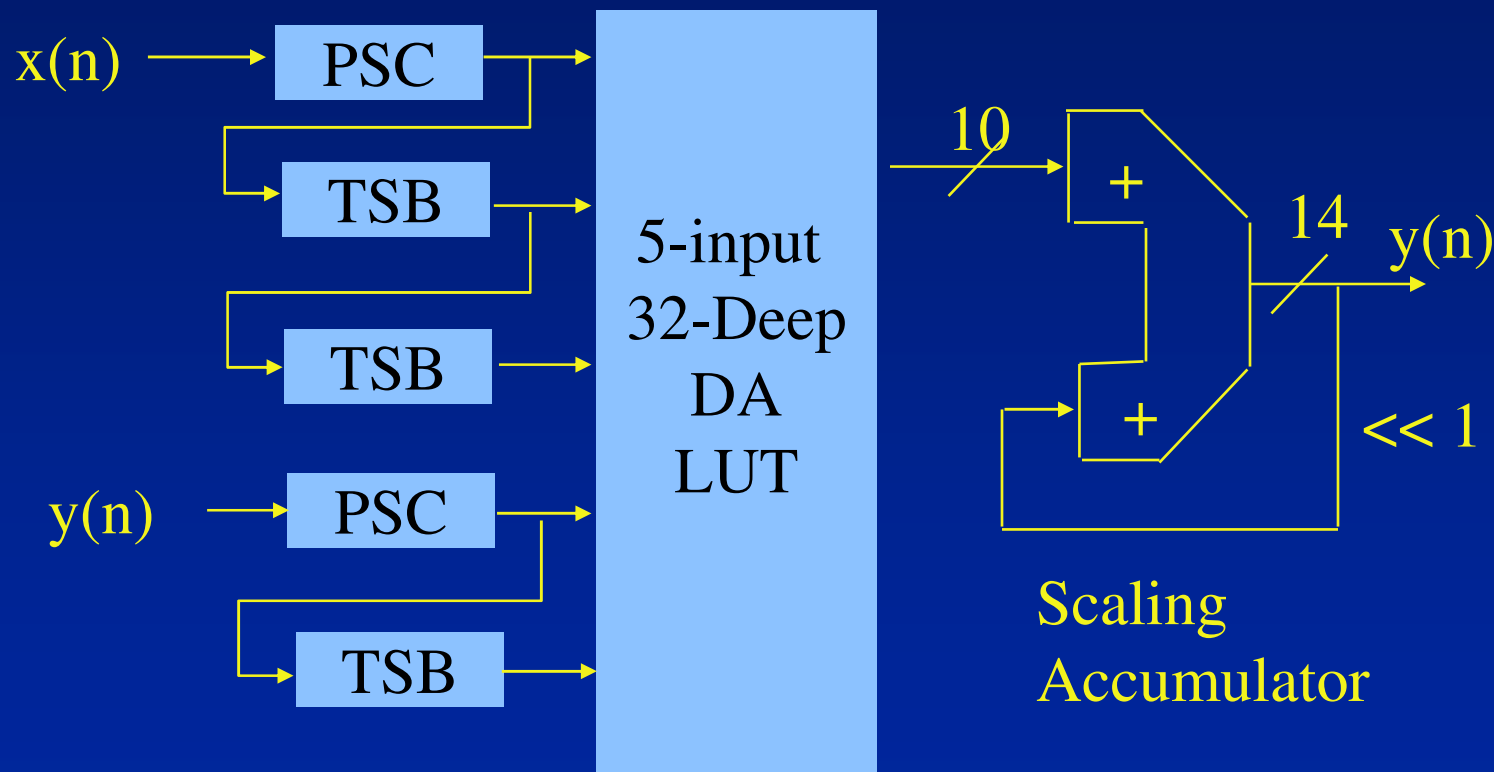 x(n)
PSC
TSB
TSB
y(n)
PSC
TSB
5-input
32-Deep
DA
LUT
10
+
+
14
y(n)
<< 1
Scaling
Accumulator